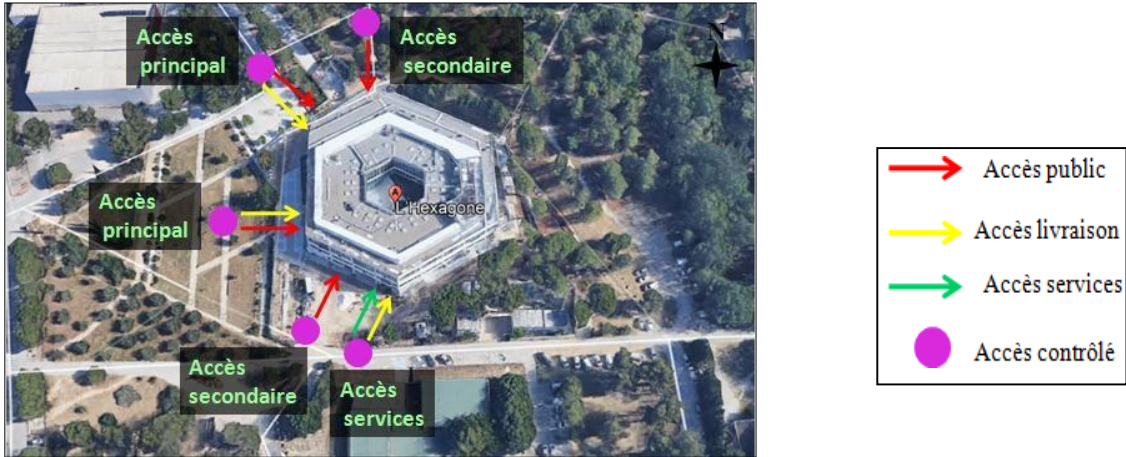 Accès
principal
Accès
secondaire
N
A
L'Hexagone
Accès
principal
Accès
secondaire
Accès
services
Accès public
Accès livraison
Accès services
Accès contrôlé